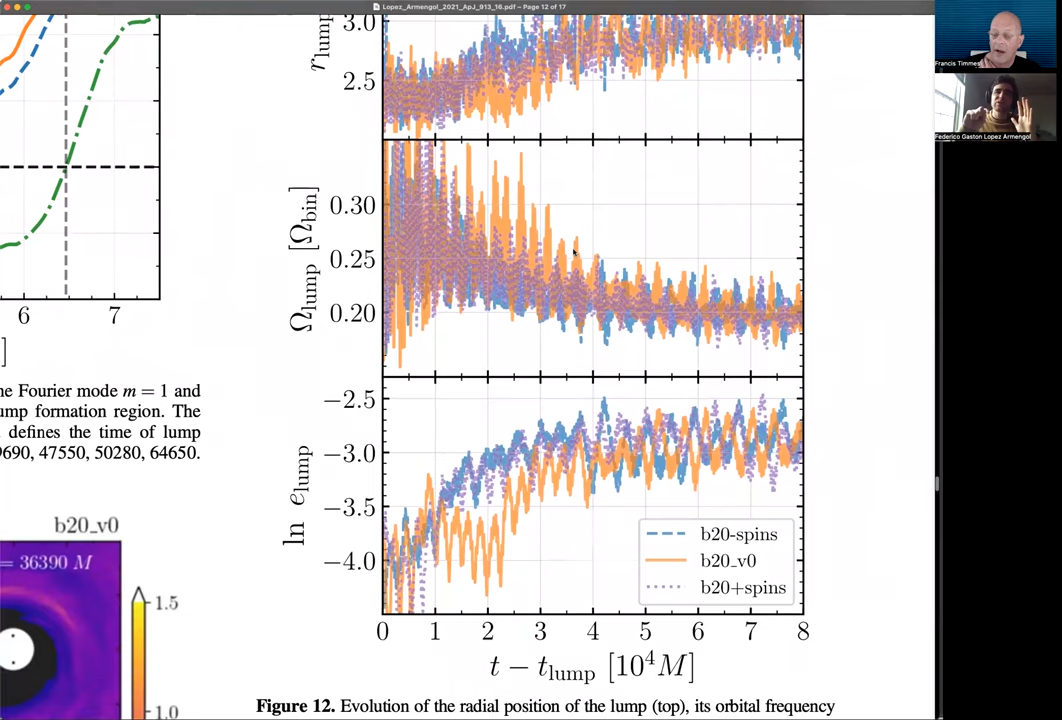 Lopez_Armengol_2021_ApJ_913_16.pdf – Page 12 of 17
Francis Timmes
Federico Gaston Lopez Armengol
6
7
]
ne Fourier mode m = 1 and
ump formation region. The
defines the time of lump
9690, 47550, 50280, 64650.
b20_v0
= 36390 M
1.5
1.0
3.0
2.5
r_lump
0.30
0.25
0.20
Ω_lump [Ω_bin]
−2.5
−3.0
−3.5
−4.0
ln e_lump
b20-spins
b20_v0
b20+spins
0 1 2 3 4 5 6 7 8
t − t_lump [10⁴M]
Figure 12. Evolution of the radial position of the lump (top), its orbital frequency